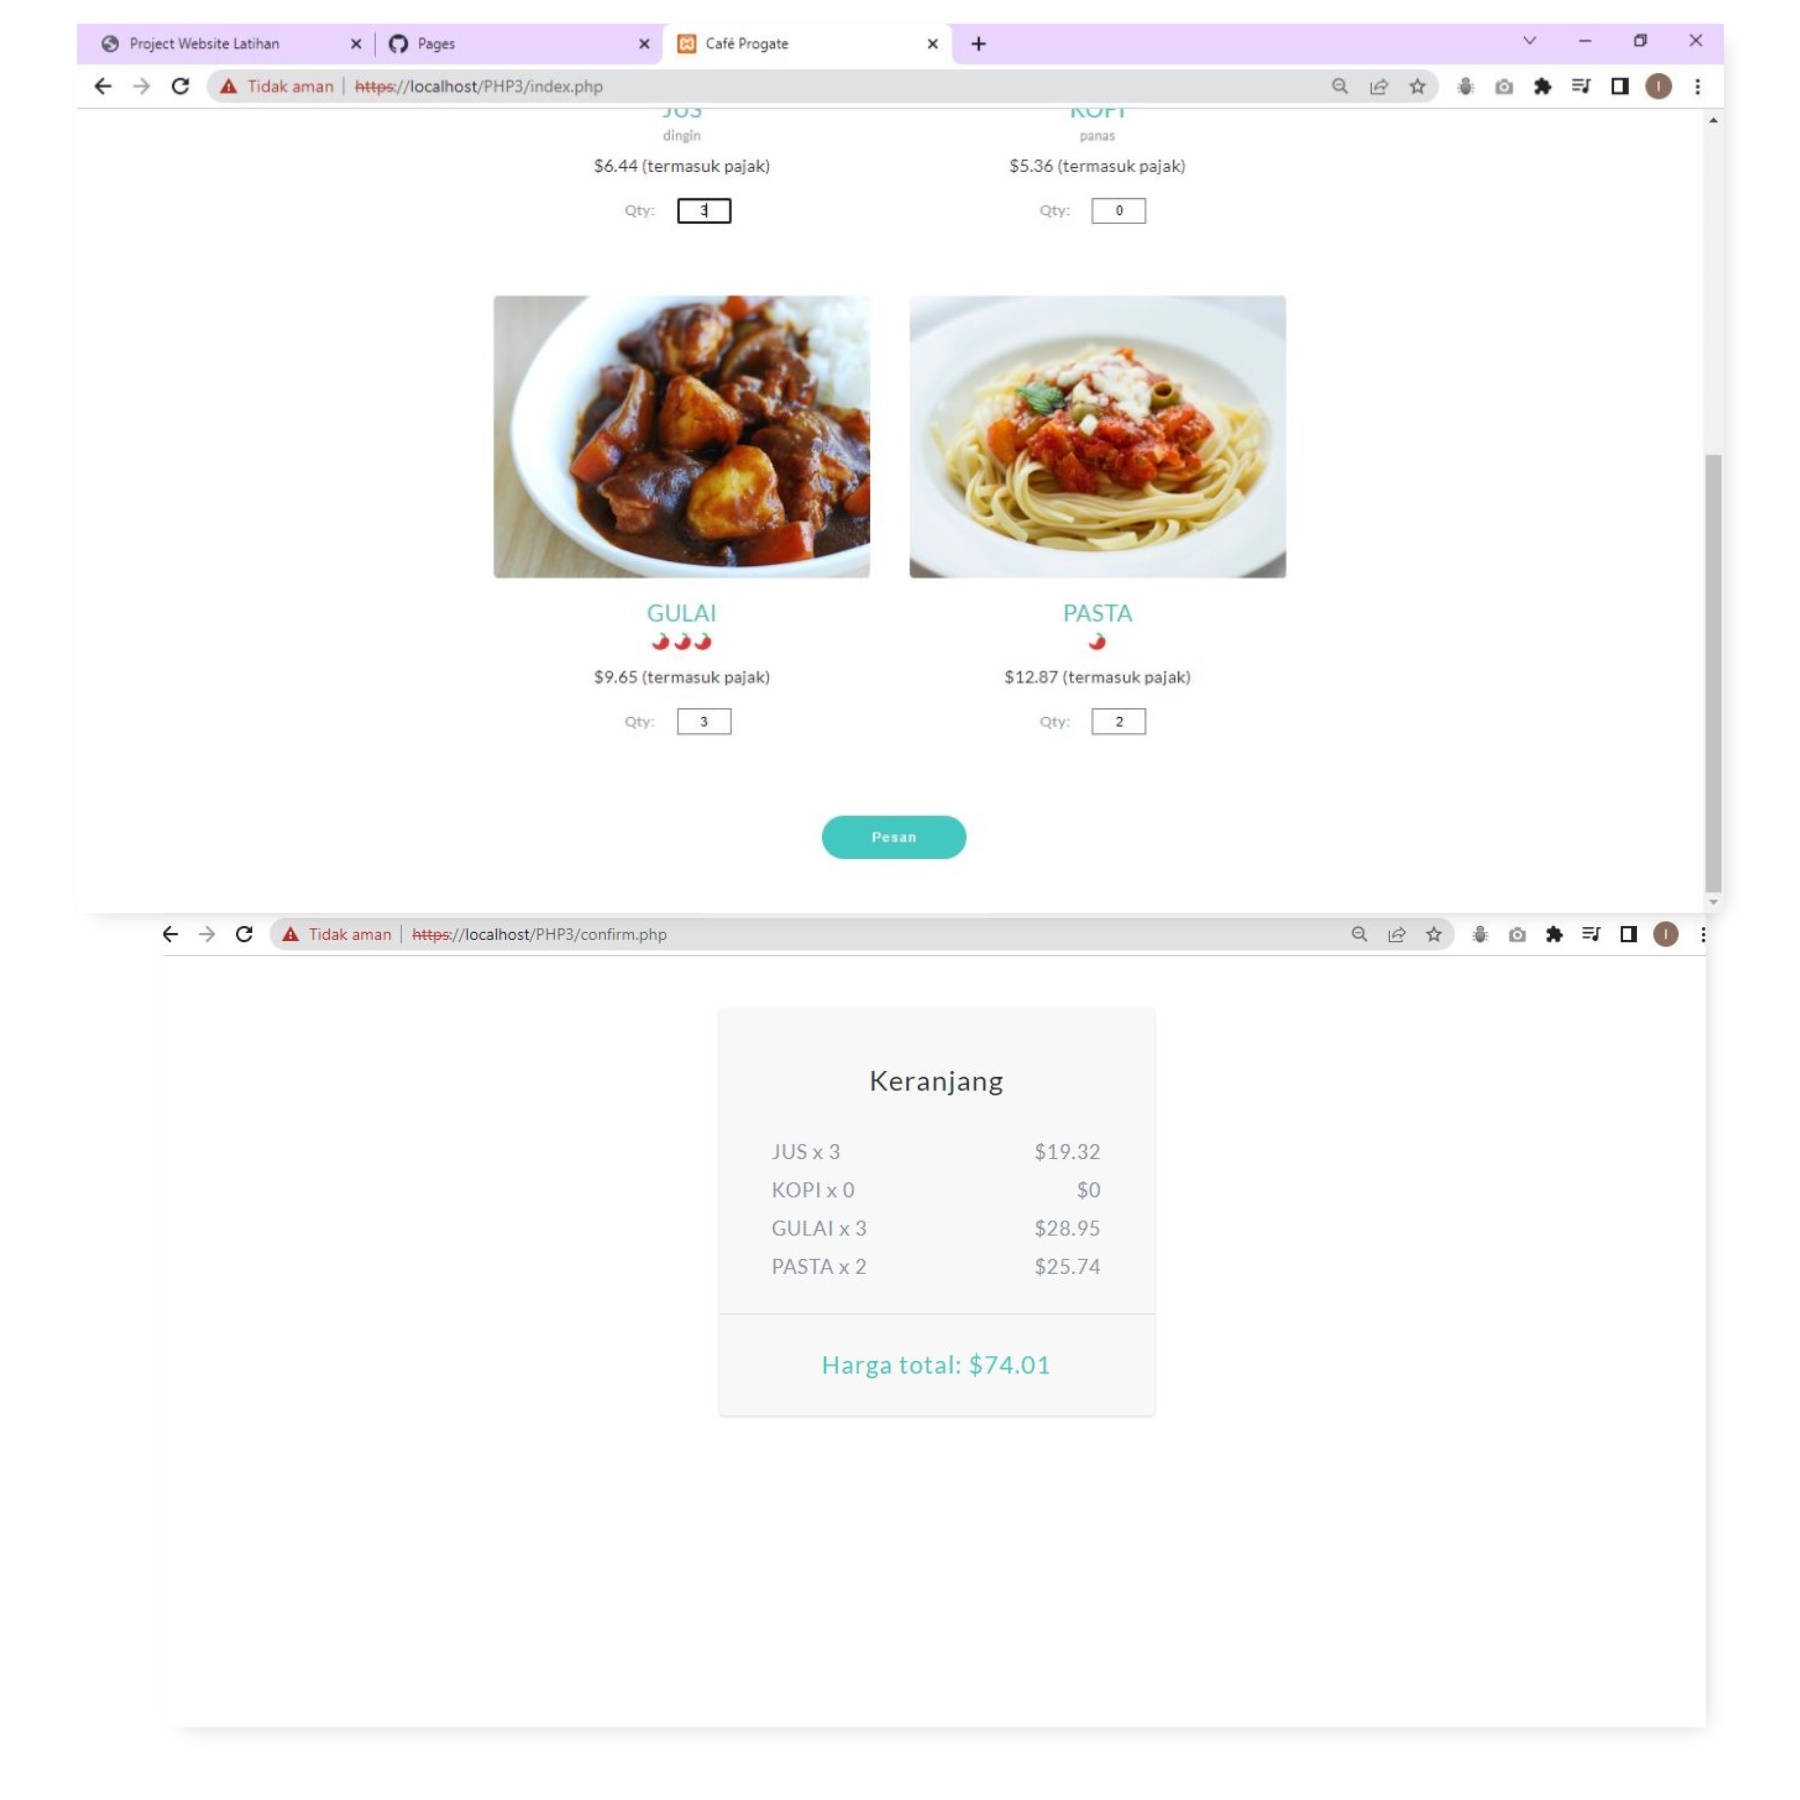 Project Website Latihan
Pages
Café Progate
Tidak aman | https://localhost/PHP3/index.php
JUS
KOPI
dingin
panas
$6.44 (termasuk pajak)
$5.36 (termasuk pajak)
Qty: 3
Qty: 0
GULAI
PASTA
$9.65 (termasuk pajak)
$12.87 (termasuk pajak)
Qty: 3
Qty: 2
Pesan
Tidak aman | https://localhost/PHP3/confirm.php
Keranjang
JUS x 3 $19.32
KOPI x 0 $0
GULAI x 3 $28.95
PASTA x 2 $25.74
Harga total: $74.01